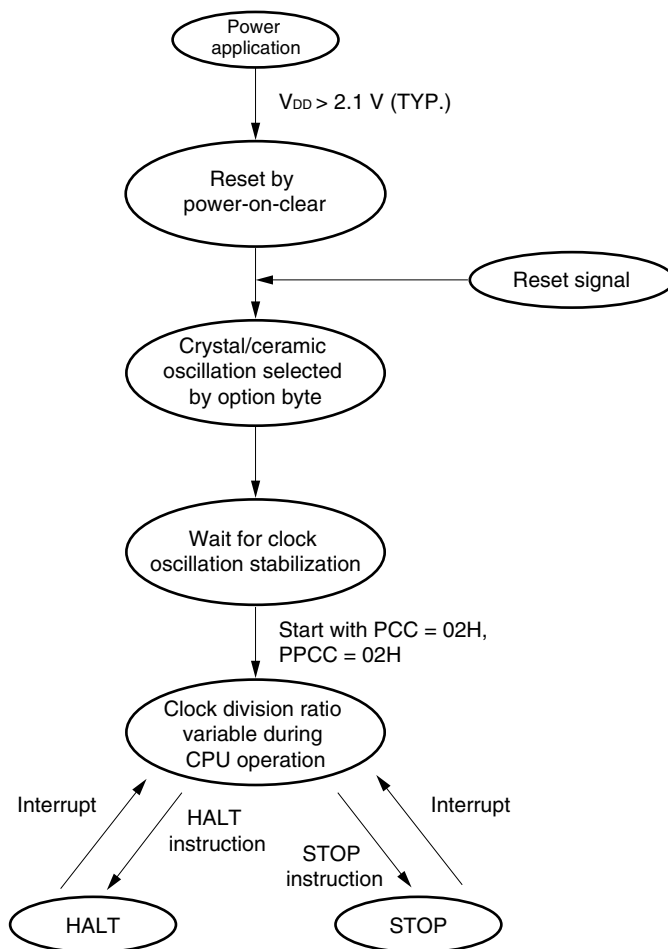 Power
application
VDD > 2.1 V (TYP.)
Reset by
power-on-clear
Reset signal
Crystal/ceramic
oscillation selected
by option byte
Wait for clock
oscillation stabilization
Start with PCC = 02H,
PPCC = 02H
Clock division ratio
variable during
CPU operation
Interrupt
HALT
instruction
STOP
instruction
Interrupt
HALT
STOP